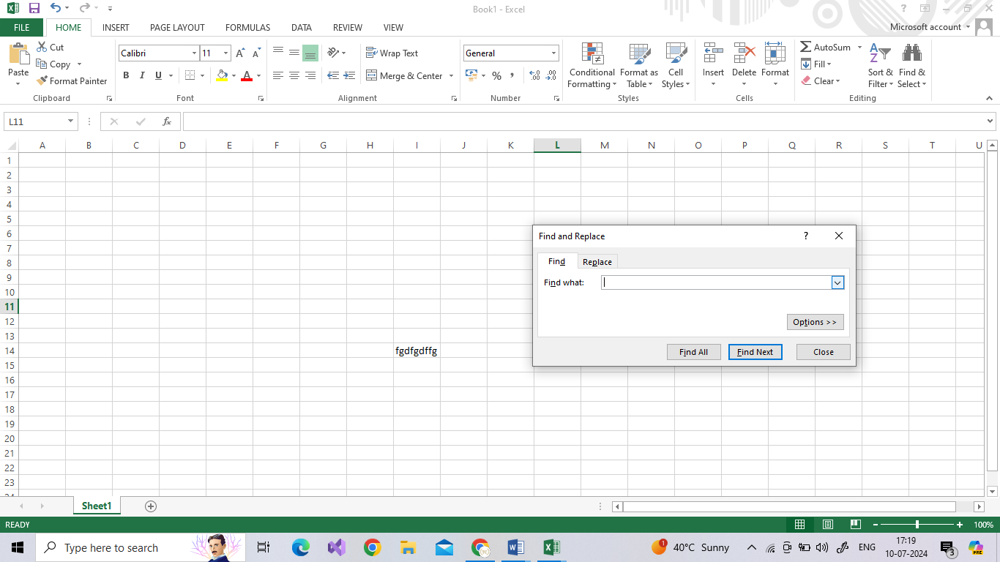 Book1 - Excel
?
FILE HOME INSERT PAGE LAYOUT FORMULAS DATA REVIEW VIEW Microsoft account
Paste
Cut
Copy
Format Painter
Clipboard
Calibri 11 A A
B I U A
Font
Wrap Text
Merge & Center
Alignment
General
% , .00 .0
Number
Conditional Formatting
Format as Table
Cell Styles
Styles
Insert Delete Format
Cells
AutoSum
Fill
Clear
Sort & Filter
Find & Select
Editing
L11 fx
A B C D E F G H I J K L M N O P Q R S T U
1
2
3
4
5
6
7
8
9
10
11
12
13
14 fgdfgdffg
15
16
17
18
19
20
21
22
23
24
Find and Replace ?
Find Replace
Find what:
Options >>
Find All Find Next Close
Sheet1
READY 100%
Type here to search 40°C Sunny ENG 17:19
10-07-2024 3